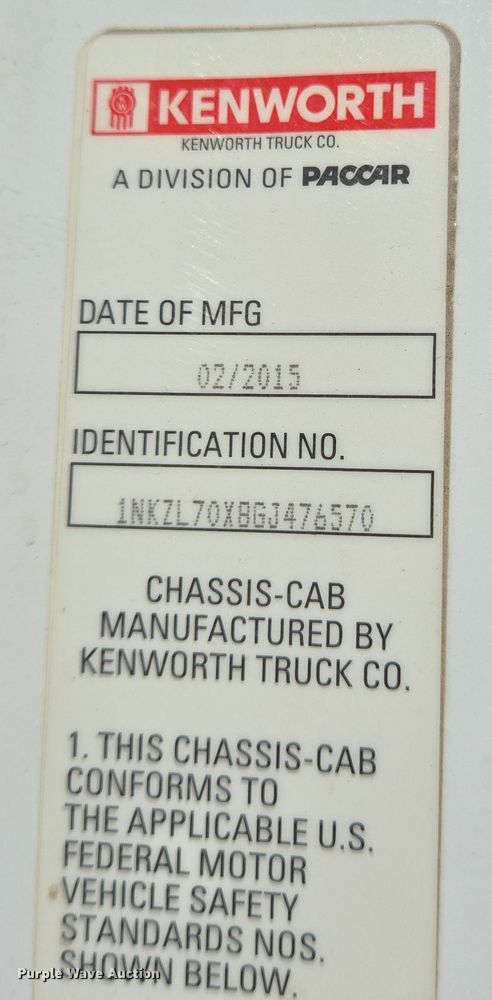 KENWORTH
KENWORTH TRUCK CO.
A DIVISION OF PACCAR
DATE OF MFG
02/2015
IDENTIFICATION NO.
1NKZL70X8GJ476570
CHASSIS-CAB
MANUFACTURED BY
KENWORTH TRUCK CO.
1. THIS CHASSIS-CAB
CONFORMS TO
THE APPLICABLE U.S.
FEDERAL MOTOR
VEHICLE SAFETY
STANDARDS NOS.
SHOWN BELOW.
Purple Wave Auction